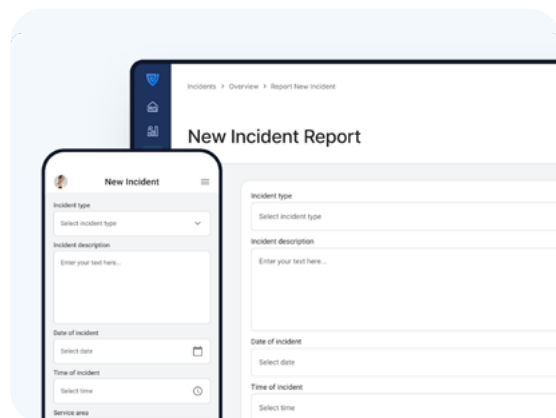 Incidents > Overview > Report New Incident
New Incident Report
Incident type
Select incident type
Incident description
Enter your text here...
Date of incident
Select date
Time of incident
Select time
New Incident
Incident type
Select incident type
Incident description
Enter your text here...
Date of incident
Select date
Time of incident
Select time
Service area